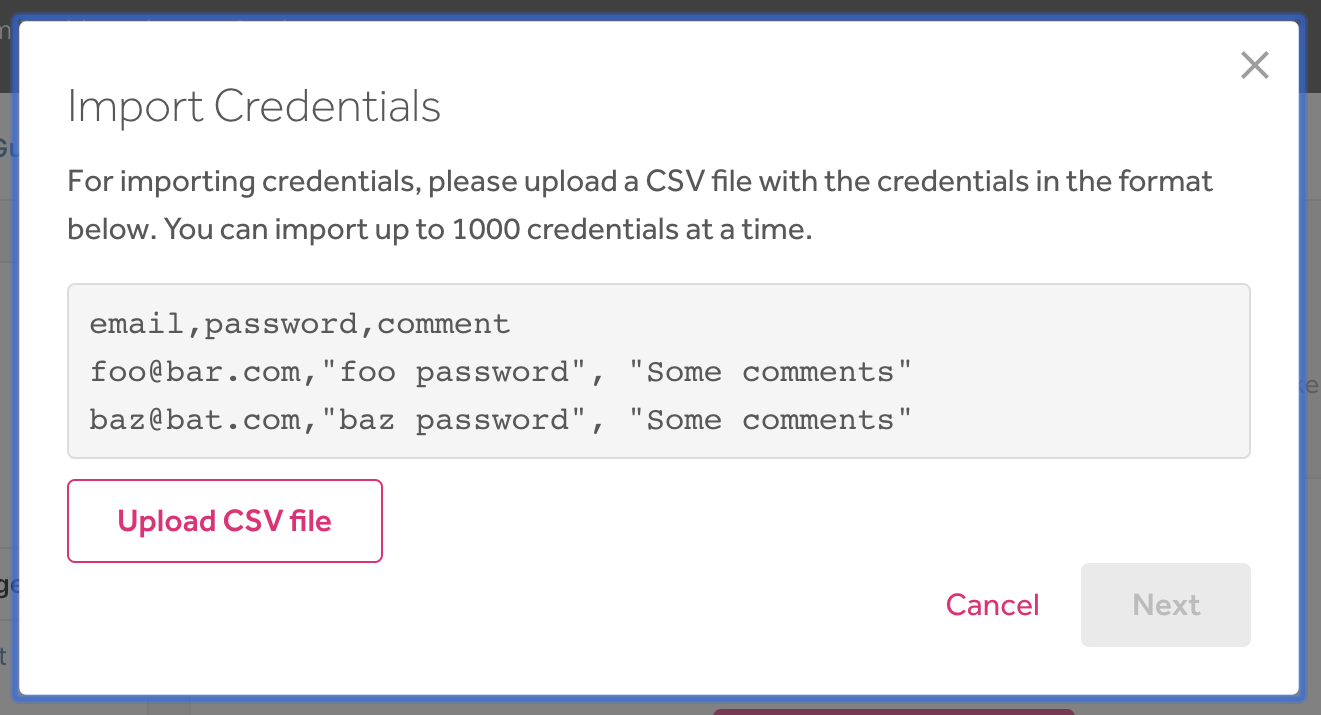 Import Credentials
For importing credentials, please upload a CSV file with the credentials in the format
below. You can import up to 1000 credentials at a time.
email,password,comment
foo@bar.com,"foo password", "Some comments"
baz@bat.com,"baz password", "Some comments"
Upload CSV file
Cancel
Next